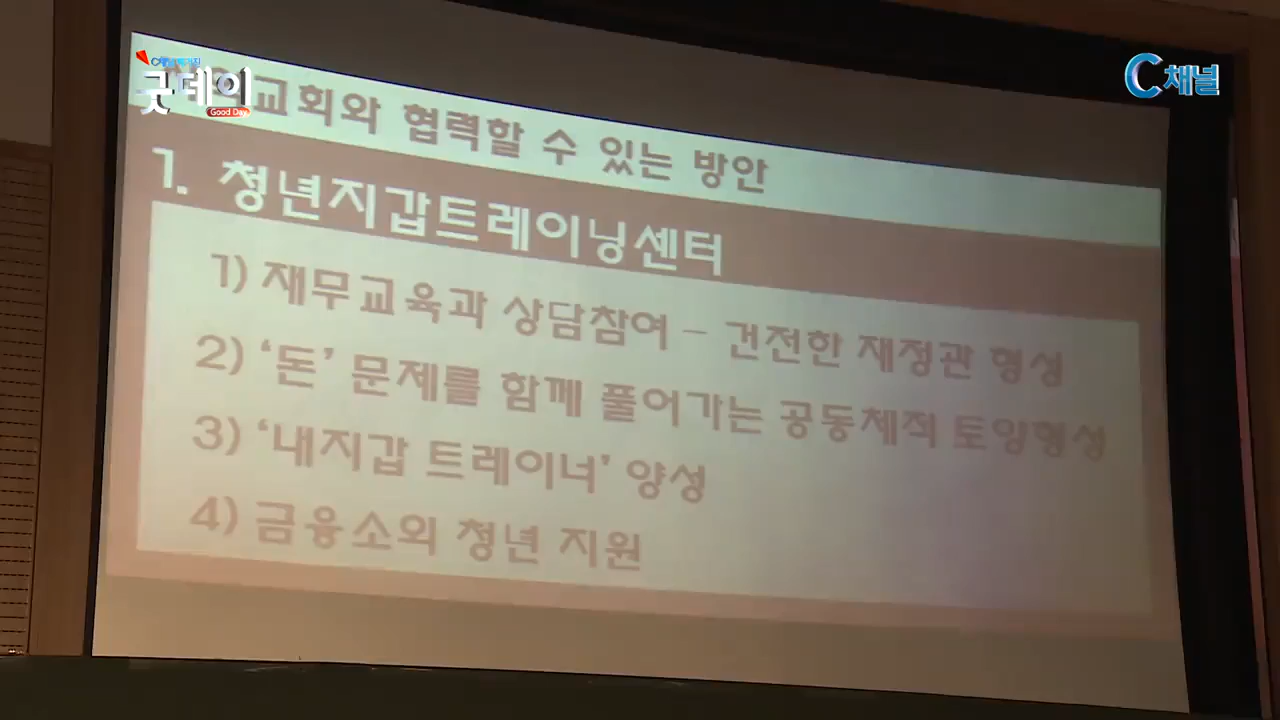 굿데이
Good Day
C채널
교회와 협력할 수 있는 방안
1. 청년지갑트레이닝센터
1) 재무교육과 상담참여 - 건전한 재정관 형성
2) ‘돈’ 문제를 함께 풀어가는 공동체적 토양형성
3) ‘내지갑 트레이너’ 양성
4) 금융소외 청년 지원